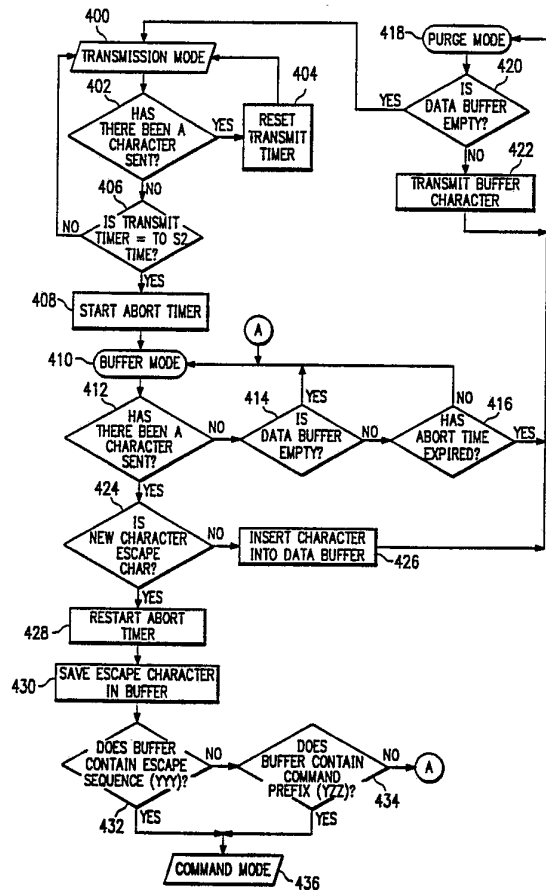 400
TRANSMISSION MODE
402
HAS
THERE BEEN A
CHARACTER
SENT?
YES
404
RESET
TRANSMIT
TIMER
NO
406
IS TRANSMIT
TIMER = TO S2
TIME?
NO
YES
408
START ABORT TIMER
418
PURGE MODE
420
IS
DATA BUFFER
EMPTY?
YES
NO
422
TRANSMIT BUFFER
CHARACTER
A
410
BUFFER MODE
412
HAS
THERE BEEN A
CHARACTER
SENT?
NO
YES
414
IS
DATA BUFFER
EMPTY?
YES
NO
416
HAS
ABORT TIME
EXPIRED?
NO
YES
424
IS
NEW CHARACTER
ESCAPE
CHAR?
NO
YES
INSERT CHARACTER
INTO DATA BUFFER
426
428
RESTART ABORT
TIMER
430
SAVE ESCAPE CHARACTER
IN BUFFER
DOES BUFFER
CONTAIN ESCAPE
SEQUENCE (YYY)?
NO
432
YES
DOES
BUFFER CONTAIN
COMMAND
PREFIX (YZZ)?
NO
A
434
YES
COMMAND MODE
436